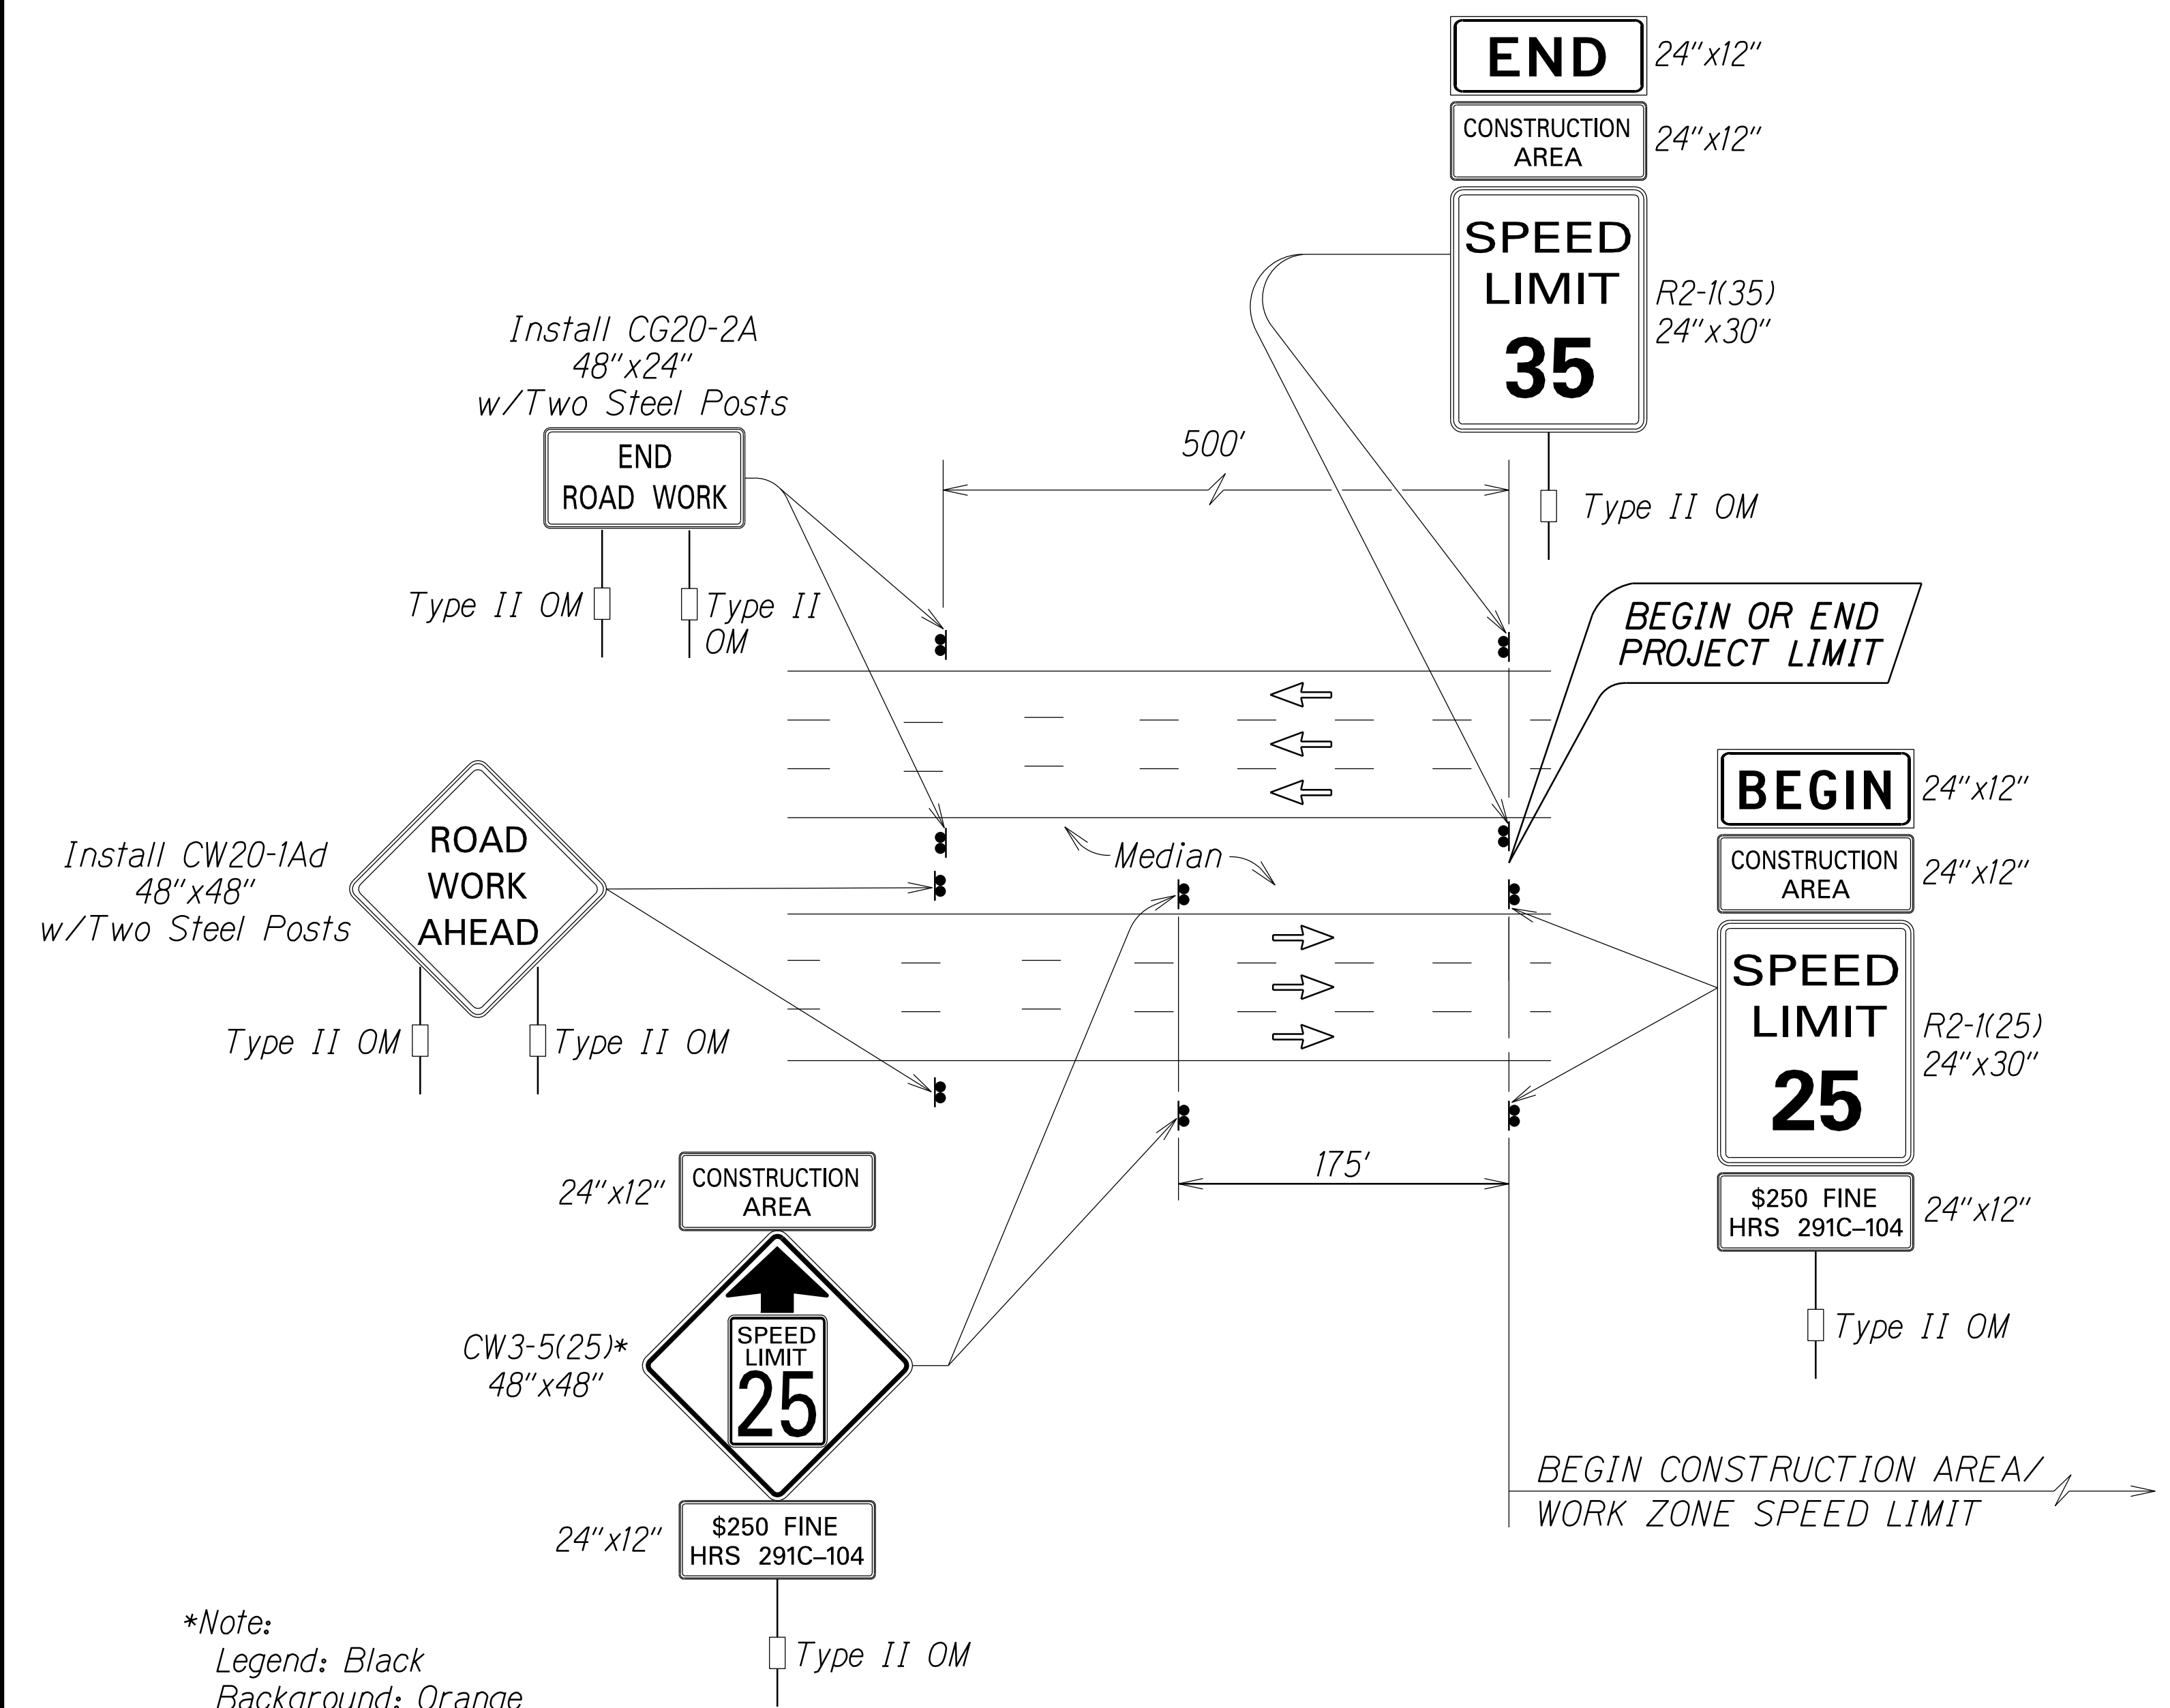 END
24"x12"
CONSTRUCTION
AREA
24"x12"
SPEED
LIMIT
35
R2-1(35)
24"x30"
Type II OM
Install CG20-2A
48"x24"
w/Two Steel Posts
END
ROAD WORK
Type II OM
Type II
OM
500'
BEGIN OR END
PROJECT LIMIT
Install CW20-1Ad
48"x48"
w/Two Steel Posts
ROAD
WORK
AHEAD
Type II OM
Type II OM
Median
BEGIN
24"x12"
CONSTRUCTION
AREA
24"x12"
SPEED
LIMIT
25
R2-1(25)
24"x30"
$250 FINE
HRS 291C–104
24"x12"
Type II OM
175'
24"x12"
CONSTRUCTION
AREA
CW3-5(25)*
48"x48"
SPEED
LIMIT
25
24"x12"
$250 FINE
HRS 291C–104
Type II OM
BEGIN CONSTRUCTION AREA/
WORK ZONE SPEED LIMIT
*Note:
Legend: Black
Background: Orange